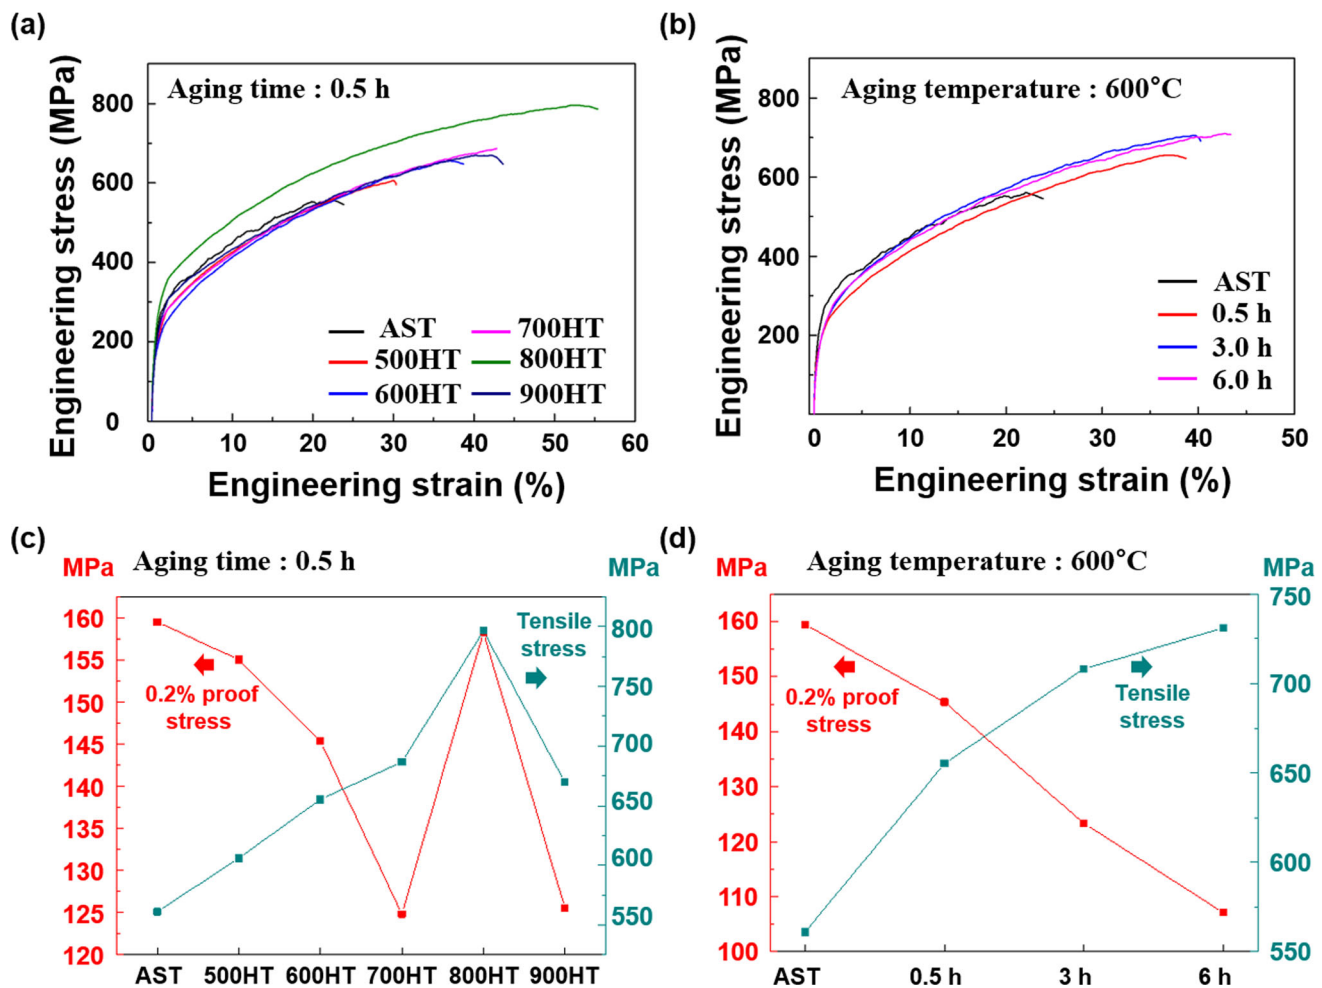 (a)
Engineering stress (MPa)
Aging time : 0.5 h
800
600
400
200
0
AST
700HT
500HT
800HT
600HT
900HT
0 10 20 30 40 50 60
Engineering strain (%)
(b)
Engineering stress (MPa)
Aging temperature : 600°C
800
600
400
200
AST
0.5 h
3.0 h
6.0 h
0 10 20 30 40 50
Engineering strain (%)
(c)
MPa
Aging time : 0.5 h
MPa
160
155
150
145
140
135
130
125
120
0.2% proof
stress
Tensile
stress
800
750
700
650
600
550
AST 500HT 600HT 700HT 800HT 900HT
(d)
MPa
Aging temperature : 600°C
MPa
160
150
140
130
120
110
100
0.2% proof
stress
Tensile
stress
750
700
650
600
550
AST 0.5 h 3 h 6 h